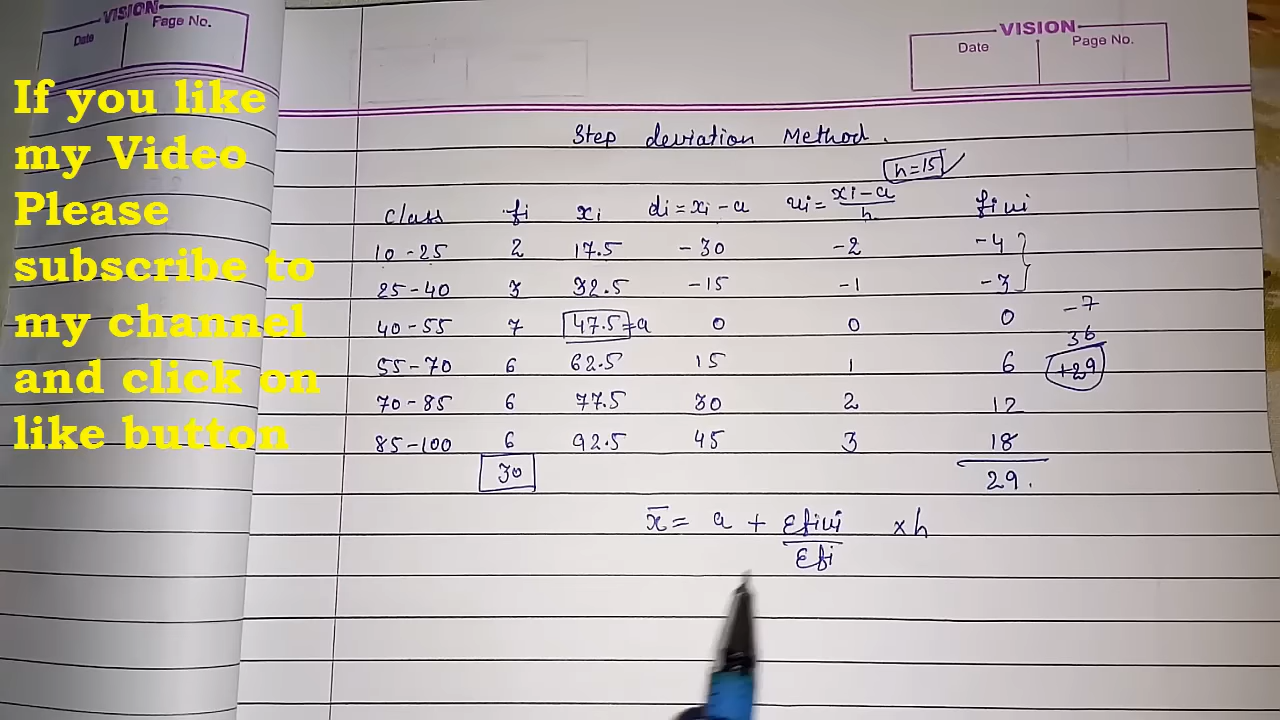 VISION
Date Page No.
VISION
Date Page No.
If you like
my Video
Please
subscribe to
my channel
and click on
like button
Step deviation Method.
h=15
Class fi xi di = xi - a ui = xi - a / h fiui
10 - 25 2 17.5 - 30 - 2 - 4
25 - 40 3 32.5 - 15 - 1 - 3
- 7
40 - 55 7 47.5 = a 0 0 0
36
55 - 70 6 62.5 15 1 6 +29
70 - 85 6 77.5 30 2 12
85 - 100 6 92.5 45 3 18
30 29.
x̄ = a + Σfiui / Σfi × h